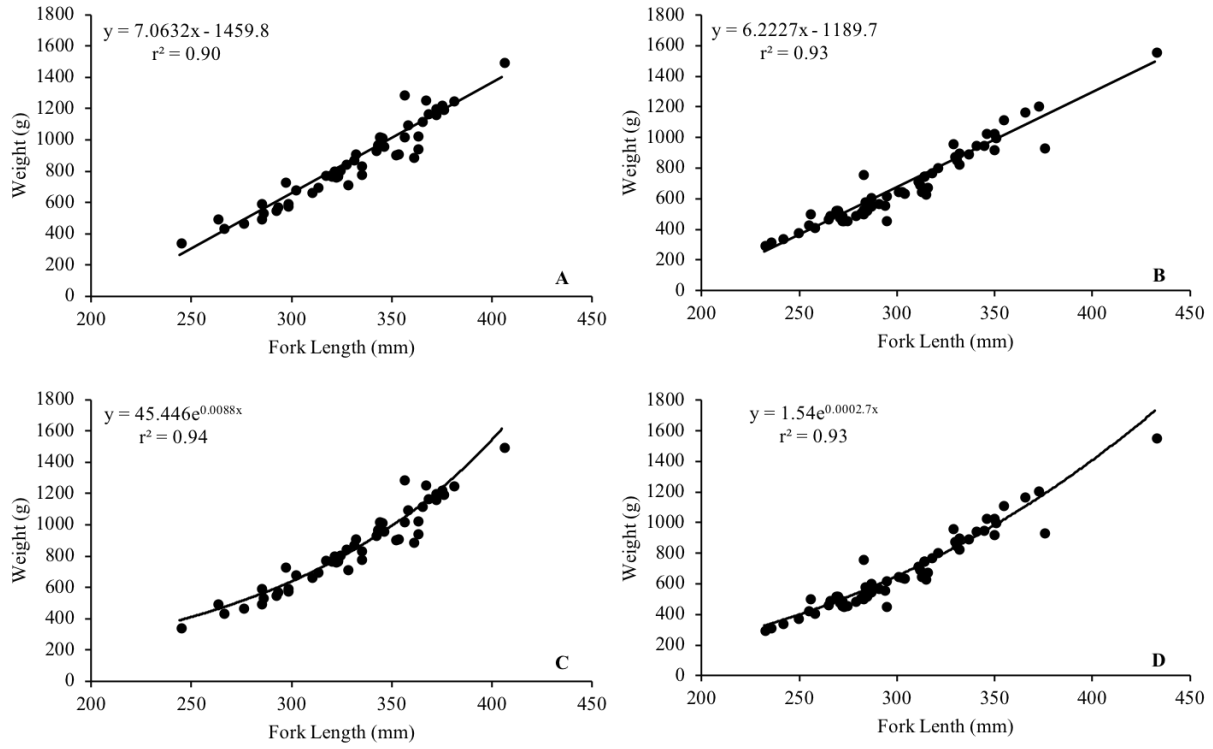 1800
1600
1400
1200
1000
800
600
400
200
0
Weight (g)
y = 7.0632x - 1459.8
r² = 0.90
A
200 250 300 350 400 450
Fork Length (mm)
1800
1600
1400
1200
1000
800
600
400
200
0
Weight (g)
y = 6.2227x - 1189.7
r² = 0.93
B
200 250 300 350 400 450
Fork Lenth (mm)
1800
1600
1400
1200
1000
800
600
400
200
0
Weight (g)
y = 45.446e^0.0088x
r² = 0.94
C
200 250 300 350 400 450
Fork Length (mm)
1800
1600
1400
1200
1000
800
600
400
200
0
Weight (g)
y = 1.54e^0.0002.7x
r² = 0.93
D
200 250 300 350 400 450
Fork Lenth (mm)